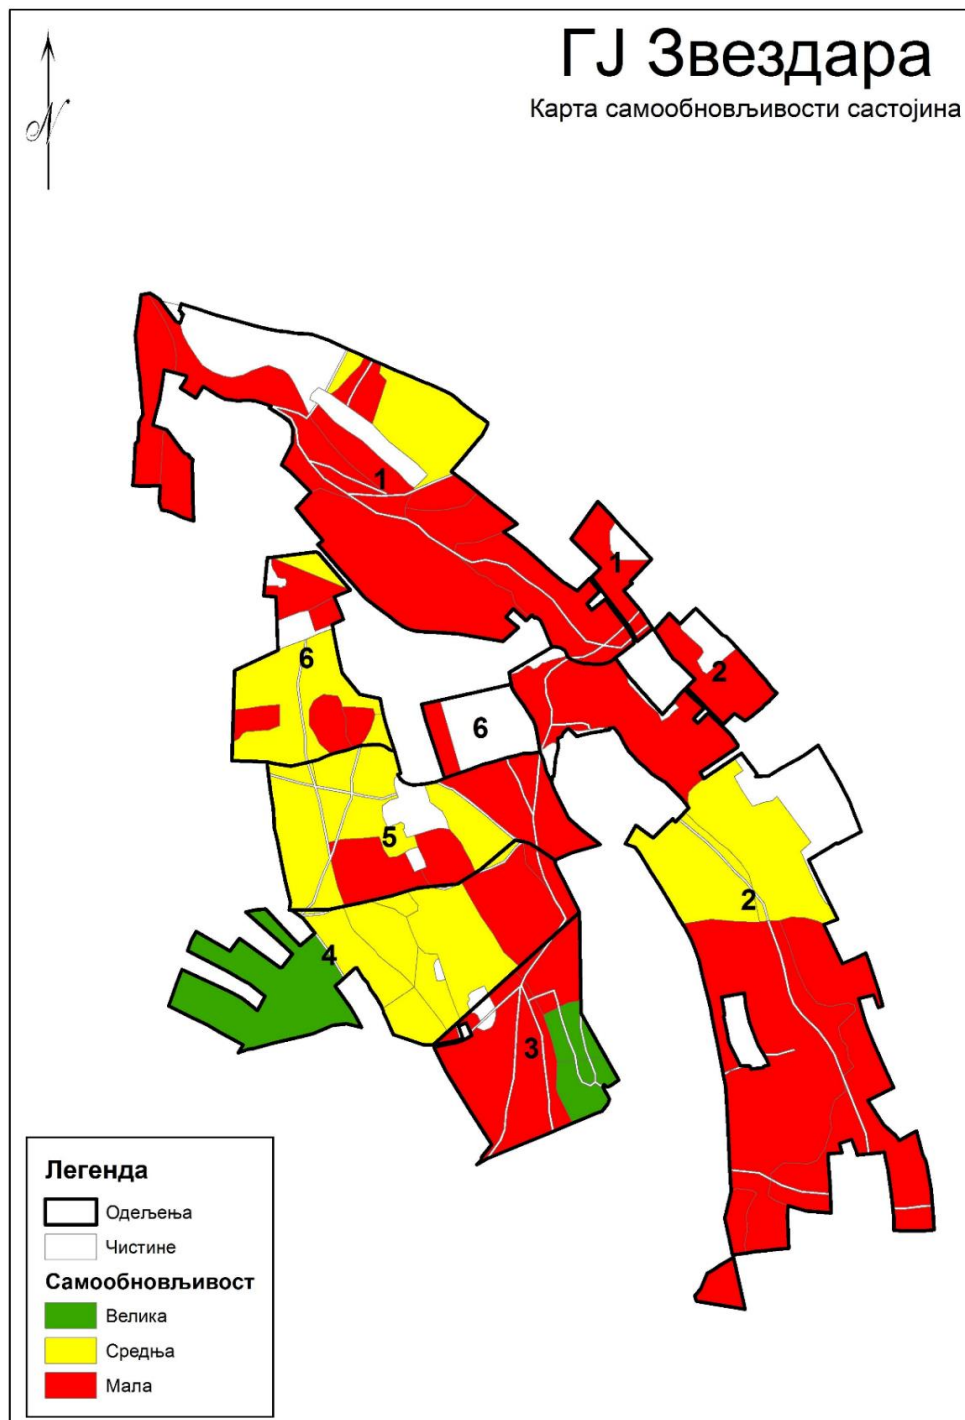 ГЈ Звездара
Карта самообновљивости састојина
N
1
1
2
6
6
5
2
4
3
Легенда
Одељења
Чистине
Самообновљивост
Велика
Средња
Мала